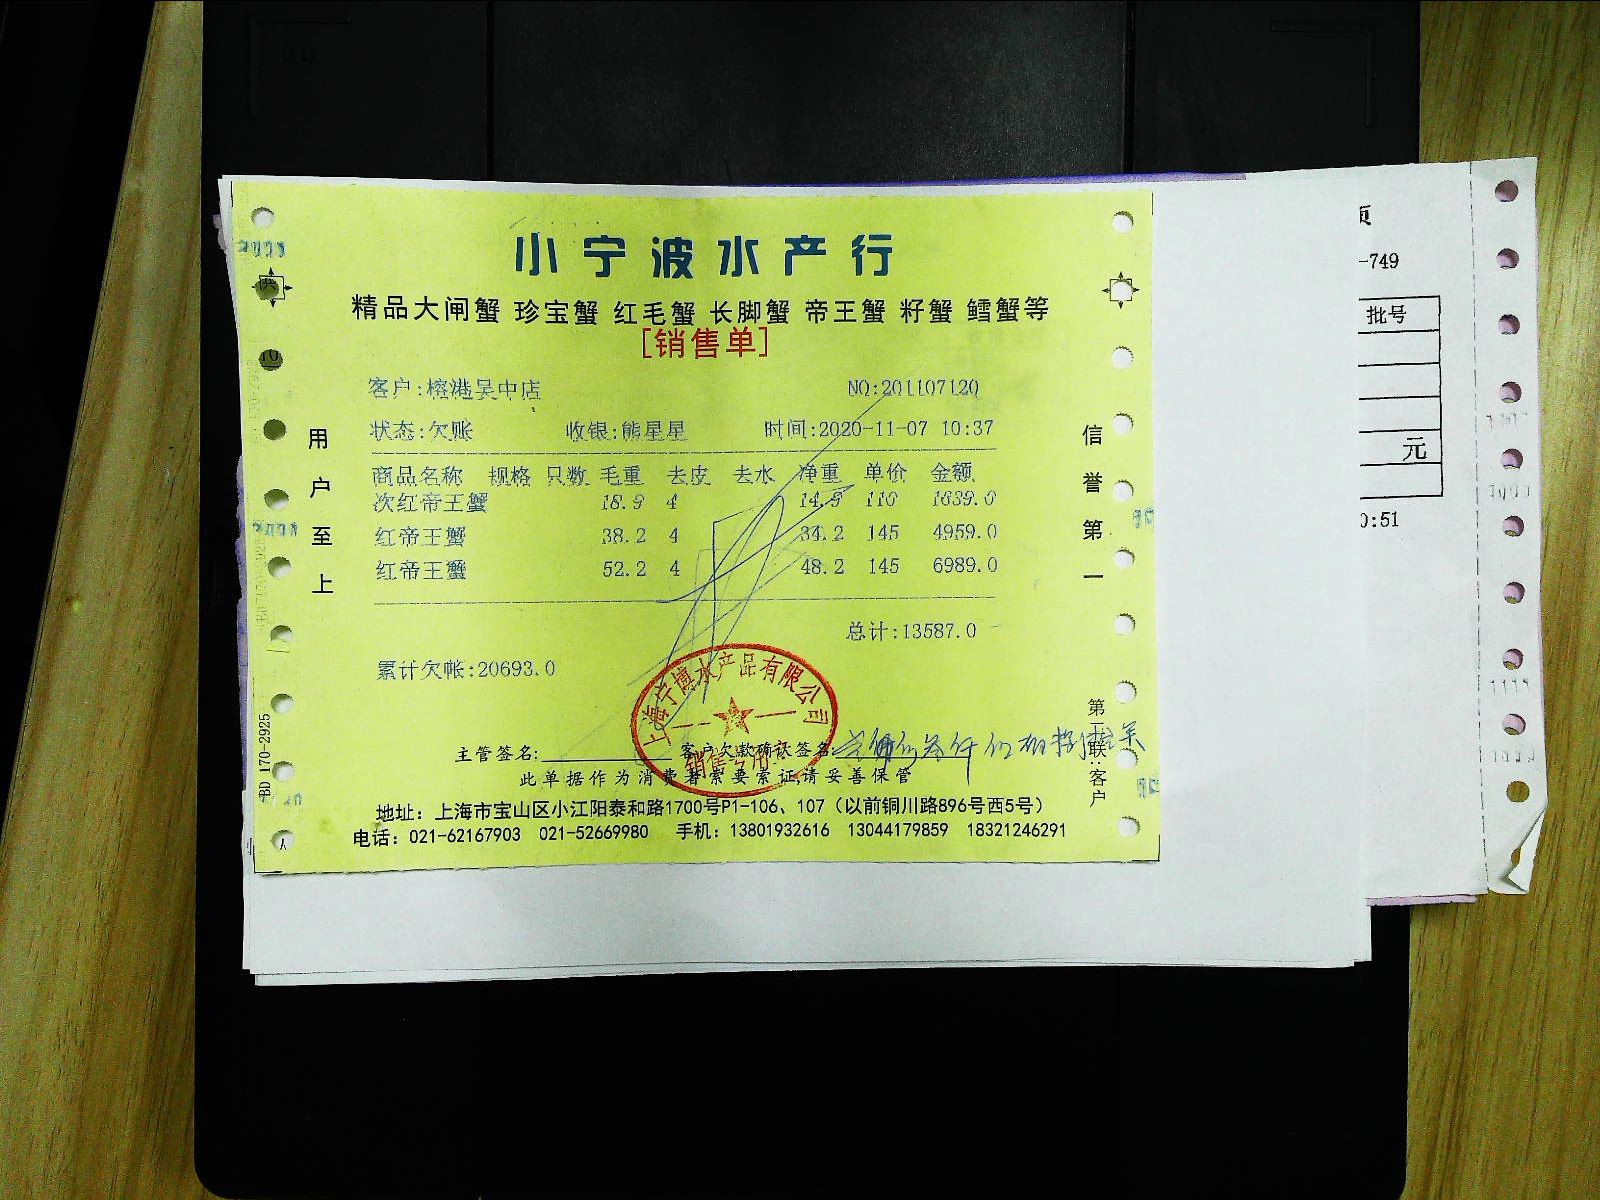 小宁波水产行
精品大闸蟹 珍宝蟹 红毛蟹 长脚蟹 帝王蟹 籽蟹 鳕蟹等
[销售单]
客户:榕港吴中店 NO:201107120
状态:欠账 收银:熊星星 时间:2020-11-07 10:37
商品名称 规格 只数 毛重 去皮 去水 净重 单价 金额
次红帝王蟹 18.9 4 14.9 110 1639.0
红帝王蟹 38.2 4 34.2 145 4959.0
红帝王蟹 52.2 4 48.2 145 6989.0
总计:13587.0
累计欠帐:20693.0
上海宁博水产品有限公司
销售专用
主管签名: 客户欠款确认签名:
此单据作为消费者索要索证,请妥善保管
地址：上海市宝山区小江阳泰和路1700号P1-106、107（以前铜川路896号西5号）
电话：021-62167903 021-52669980 手机：13801932616 13044179859 18321246291
用户至上
信誉第一
第二联:客户
BD 170-2925
页
-749
批号
元
0:51